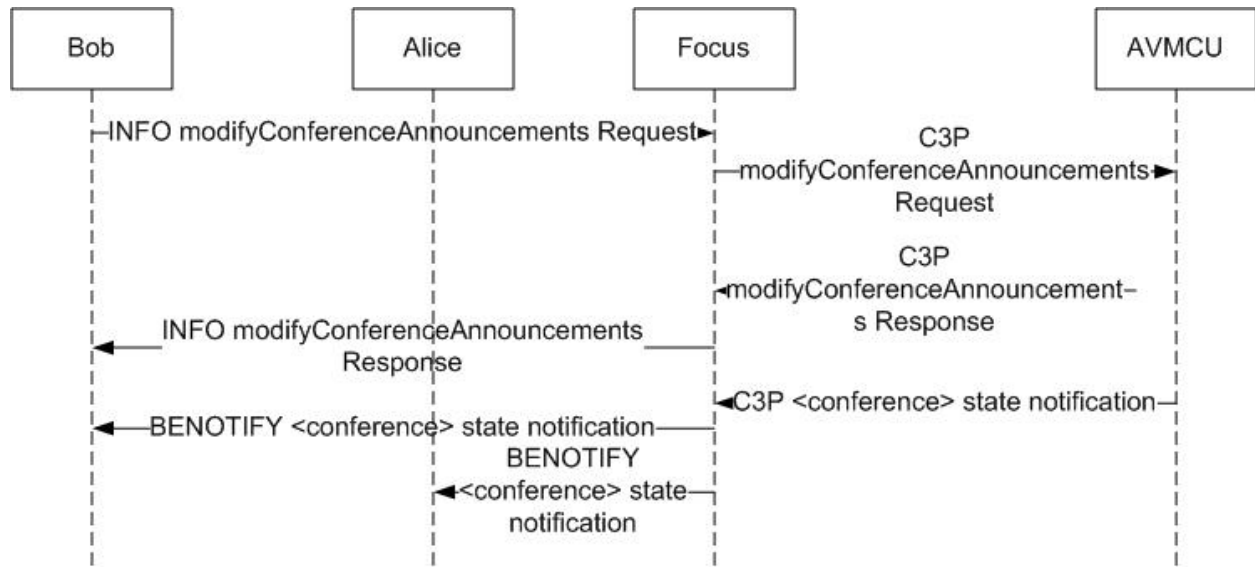 Bob
Alice
Focus
AVMCU
INFO modifyConferenceAnnouncements Request
C3P
modifyConferenceAnnouncements
Request
C3P
modifyConferenceAnnouncement
s Response
INFO modifyConferenceAnnouncements
Response
C3P <conference> state notification
BENOTIFY <conference> state notification
BENOTIFY
<conference> state
notification